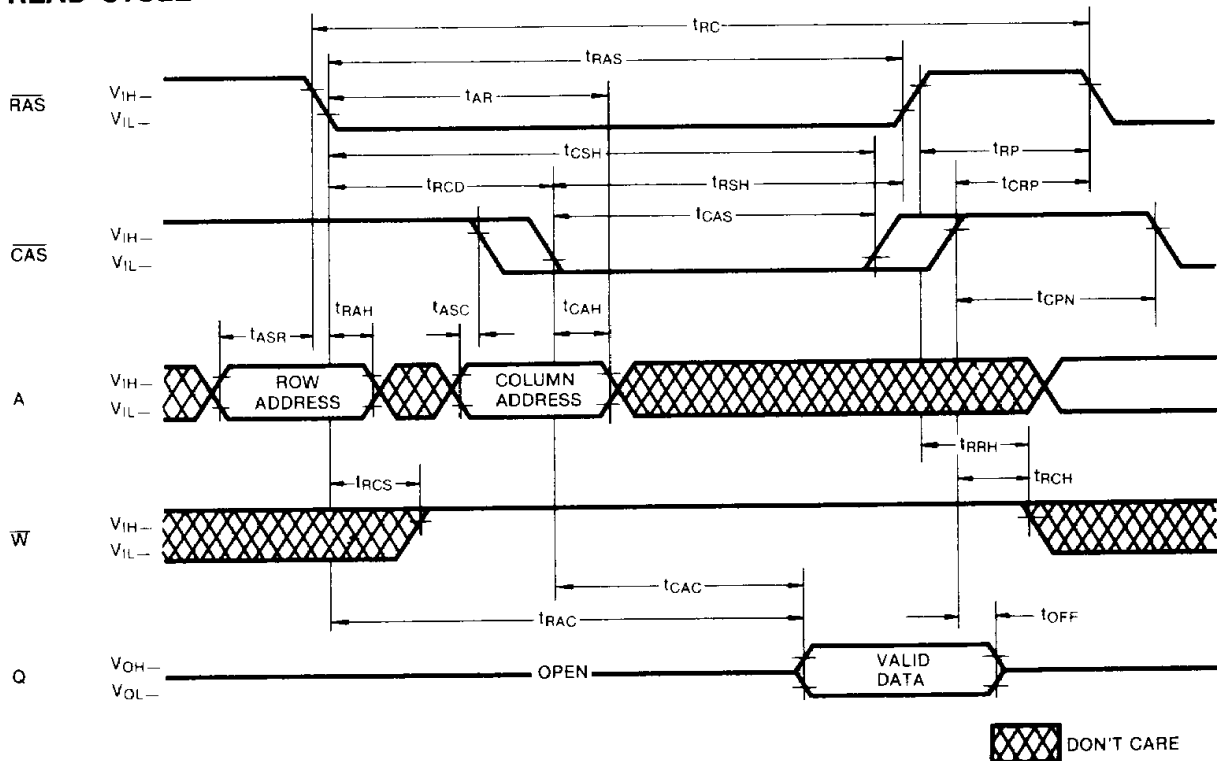 READ CYCLE
tRC
tRAS
tAR
RAS
VIH
VIL
tCSH
tRP
tRCD
tRSH
tCRP
tCAS
CAS
VIH
VIL
tCPN
tRAH
tASC
tCAH
tASR
A
VIH
VIL
ROW
ADDRESS
COLUMN
ADDRESS
tRRH
tRCS
tRCH
W
VIH
VIL
tCAC
tRAC
tOFF
Q
VOH
VOL
OPEN
VALID
DATA
DON'T CARE